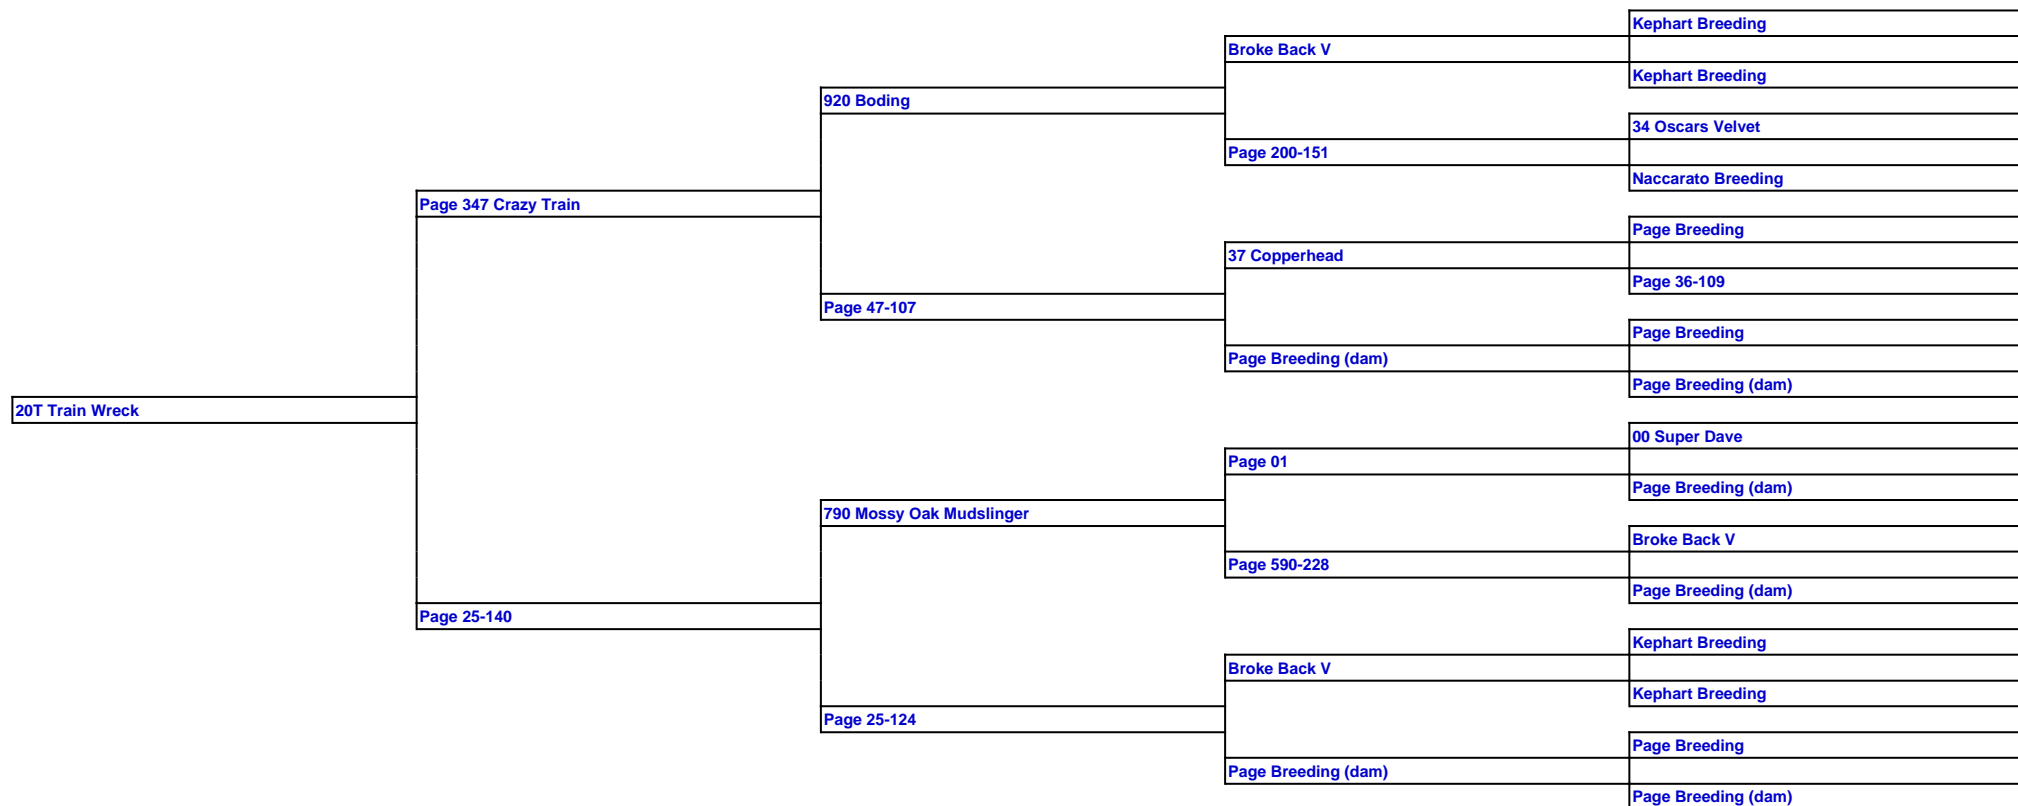 Kephart Breeding
Broke Back V
Kephart Breeding
920 Boding
34 Oscars Velvet
Page 200-151
Naccarato Breeding
Page 347 Crazy Train
Page Breeding
37 Copperhead
Page 36-109
Page 47-107
Page Breeding
Page Breeding (dam)
Page Breeding (dam)
20T Train Wreck
00 Super Dave
Page 01
Page Breeding (dam)
790 Mossy Oak Mudslinger
Broke Back V
Page 590-228
Page Breeding (dam)
Page 25-140
Kephart Breeding
Broke Back V
Kephart Breeding
Page 25-124
Page Breeding
Page Breeding (dam)
Page Breeding (dam)